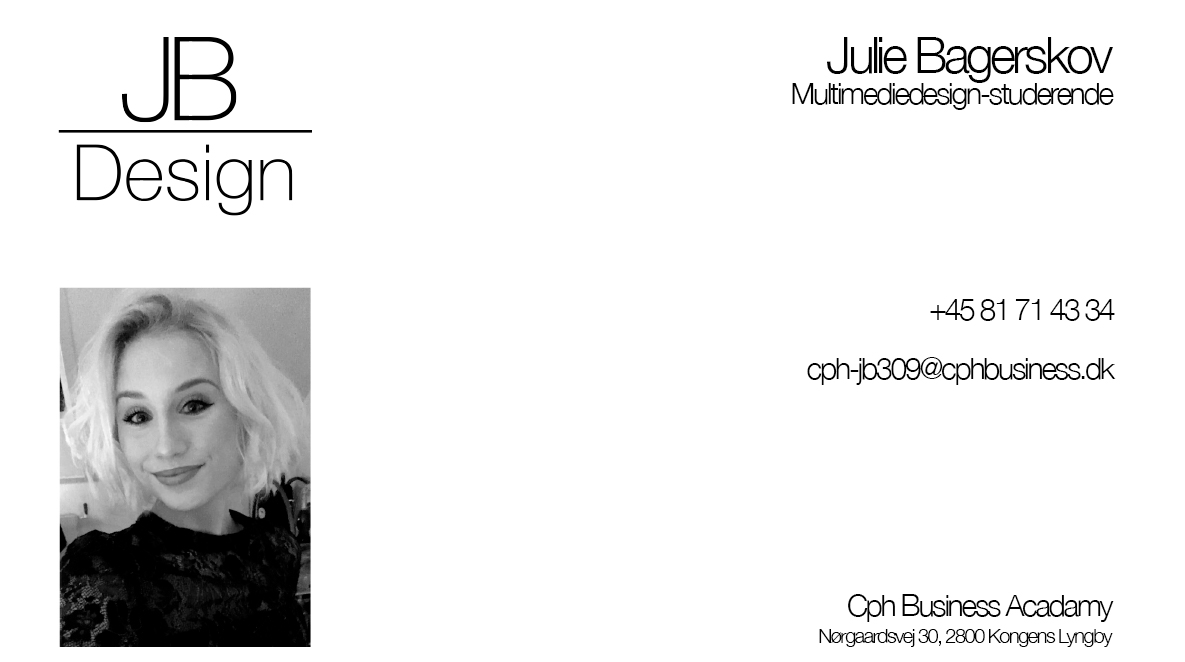 JB
Design
Julie Bagerskov
Multimediedesign-studerende
+45 81 71 43 34
cph-jb309@cphbusiness.dk
Cph Business Acadamy
Nørgaardsvej 30, 2800 Kongens Lyngby